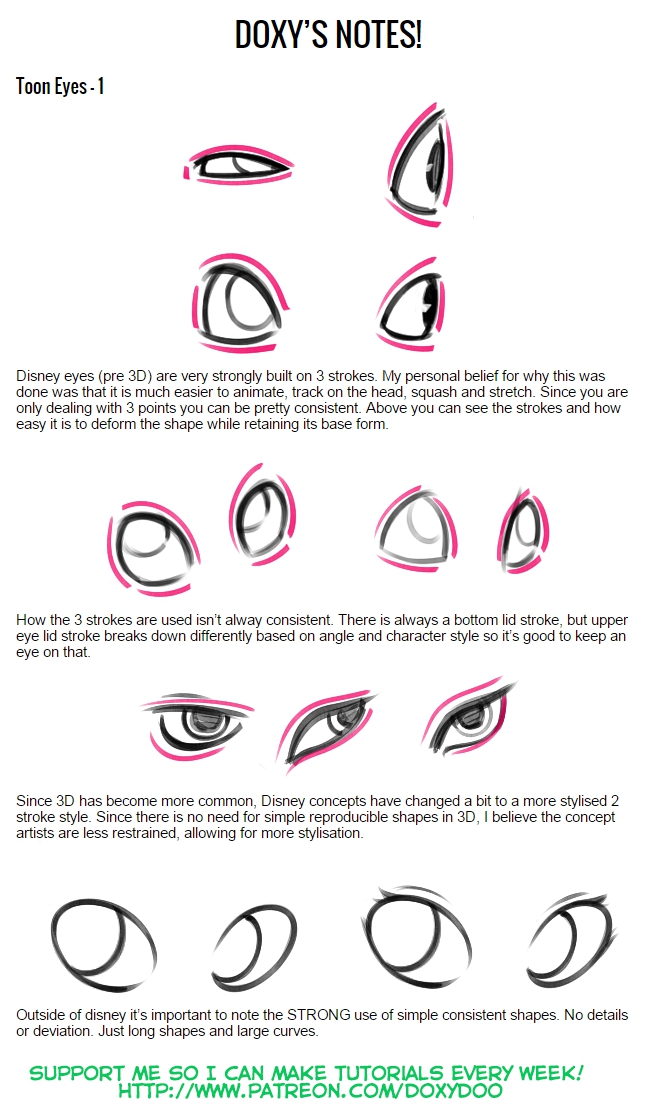 DOXY'S NOTES!
Toon Eyes - 1
Disney eyes (pre 3D) are very strongly built on 3 strokes. My personal belief for why this was
done was that it is much easier to animate, track on the head, squash and stretch. Since you are
only dealing with 3 points you can be pretty consistent. Above you can see the strokes and how
easy it is to deform the shape while retaining its base form.
How the 3 strokes are used isn't alway consistent. There is always a bottom lid stroke, but upper
eye lid stroke breaks down differently based on angle and character style so it's good to keep an
eye on that.
Since 3D has become more common, Disney concepts have changed a bit to a more stylised 2
stroke style. Since there is no need for simple reproducible shapes in 3D, I believe the concept
artists are less restrained, allowing for more stylisation.
Outside of disney it's important to note the STRONG use of simple consistent shapes. No details
or deviation. Just long shapes and large curves.
SUPPORT ME SO I CAN MAKE TUTORIALS EVERY WEEK!
HTTP://WWW.PATREON.COM/DOXYDOO